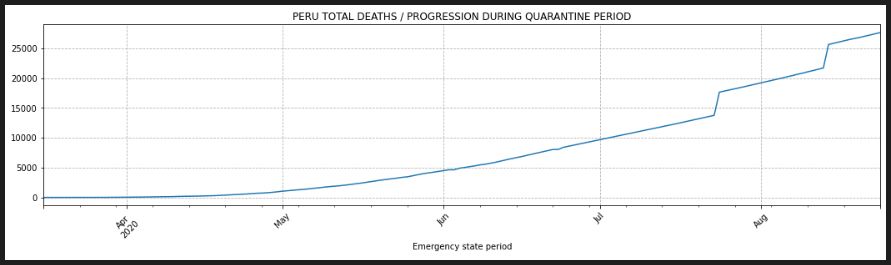 PERU TOTAL DEATHS / PROGRESSION DURING QUARANTINE PERIOD
25000
20000
15000
10000
5000
0
Apr
2020
May
Jun
Jul
Aug
Emergency state period